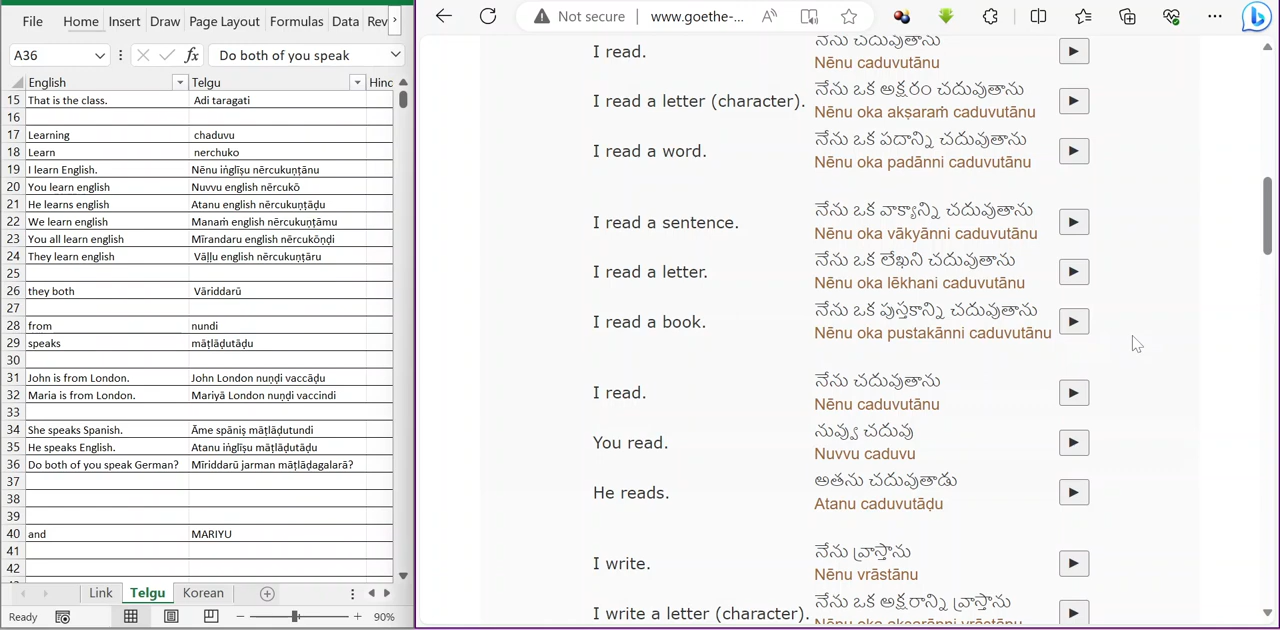 File Home Insert Draw Page Layout Formulas Data Rev
A36 fx Do both of you speak
English Telgu Hinc
15 That is the class. Adi taragati
16
17 Learning chaduvu
18 Learn nerchuko
19 I learn English. Nēnu iṅglīṣu nērcukuṇṭānu
20 You learn english Nuvvu english nērcukō
21 He learns english Atanu english nērcukuṇṭāḍu
22 We learn english Manaṁ english nērcukuṇṭāmu
23 You all learn english Mīrandaru english nērcukōṇḍi
24 They learn english Vāḷḷu english nērcukuṇṭāru
25
26 they both Vāriddarū
27
28 from nundi
29 speaks māṭlāḍutāḍu
30
31 John is from London. John London nuṇḍi vaccāḍu
32 Maria is from London. Mariyā London nuṇḍi vaccindi
33
34 She speaks Spanish. Āme spāniṣ māṭlāḍutundi
35 He speaks English. Atanu iṅglīṣu māṭlāḍutāḍu
36 Do both of you speak German? Mīriddarū jarman māṭlāḍagalarā?
37
38
39
40 and MARIYU
41
42
Link Telgu Korean
Ready 90%
Not secure www.goethe-...
I read. నేను చదువుతాను
Nēnu caduvutānu
I read a letter (character). నేను ఒక అక్షరం చదువుతాను
Nēnu oka akṣaraṁ caduvutānu
I read a word. నేను ఒక పదాన్ని చదువుతాను
Nēnu oka padānni caduvutānu
I read a sentence. నేను ఒక వాక్యాన్ని చదువుతాను
Nēnu oka vākyānni caduvutānu
I read a letter. నేను ఒక లేఖని చదువుతాను
Nēnu oka lēkhani caduvutānu
I read a book. నేను ఒక పుస్తకాన్ని చదువుతాను
Nēnu oka pustakānni caduvutānu
I read. నేను చదువుతాను
Nēnu caduvutānu
You read. నువ్వు చదువు
Nuvvu caduvu
He reads. అతను చదువుతాడు
Atanu caduvutāḍu
I write. నేను వ్రాస్తాను
Nēnu vrāstānu
I write a letter (character). నేను ఒక అక్షరాన్ని వ్రాస్తాను
Nēnu oka akṣarānni vrāstānu